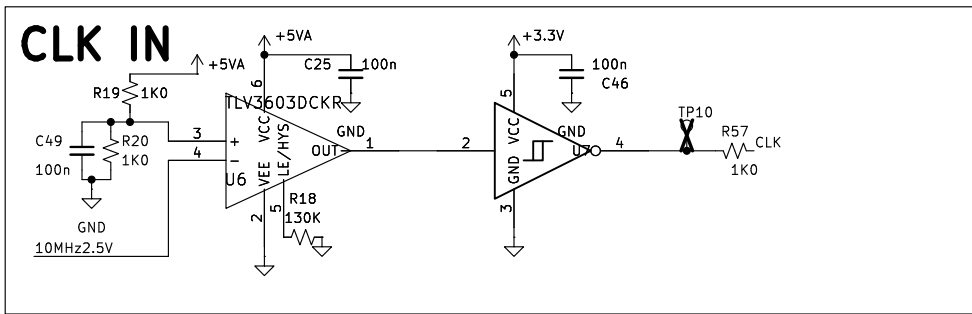 CLK IN
+5VA
+5VA
C25
100n
+3.3V
100n
C46
R19
1K0
TLV3603DCKR
C49
100n
R20
1K0
3
4
+
−
6
VCC
VEE
LE/HYS
OUT
GND
U6
1
2
5
R18
130K
2
5
VCC
GND
GND
U7
3
4
TP10
R57
1K0
CLK
GND
10MHz2.5V